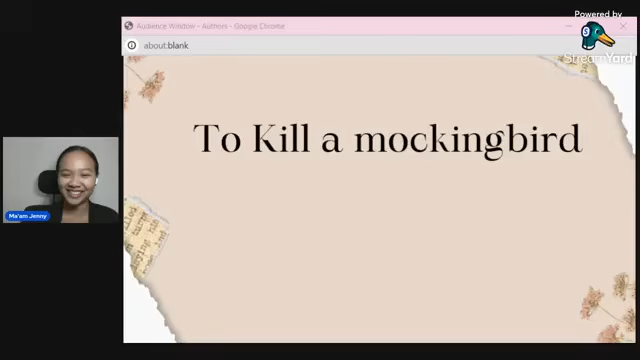 Powered by
StreamYard
Audience Window - Authors - Google Chrome
about:blank
To Kill a mockingbird
Ma'am Jenny